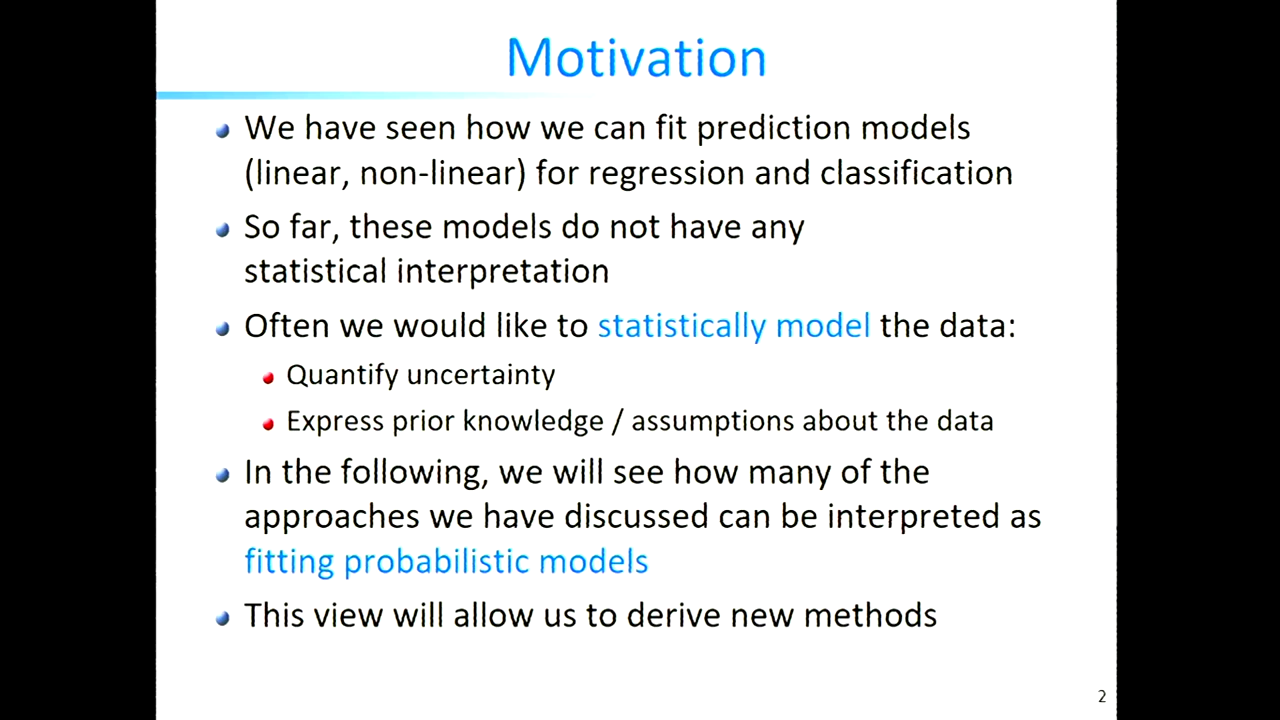 Motivation
We have seen how we can fit prediction models
(linear, non-linear) for regression and classification
So far, these models do not have any
statistical interpretation
Often we would like to statistically model the data:
Quantify uncertainty
Express prior knowledge / assumptions about the data
In the following, we will see how many of the
approaches we have discussed can be interpreted as
fitting probabilistic models
This view will allow us to derive new methods
2